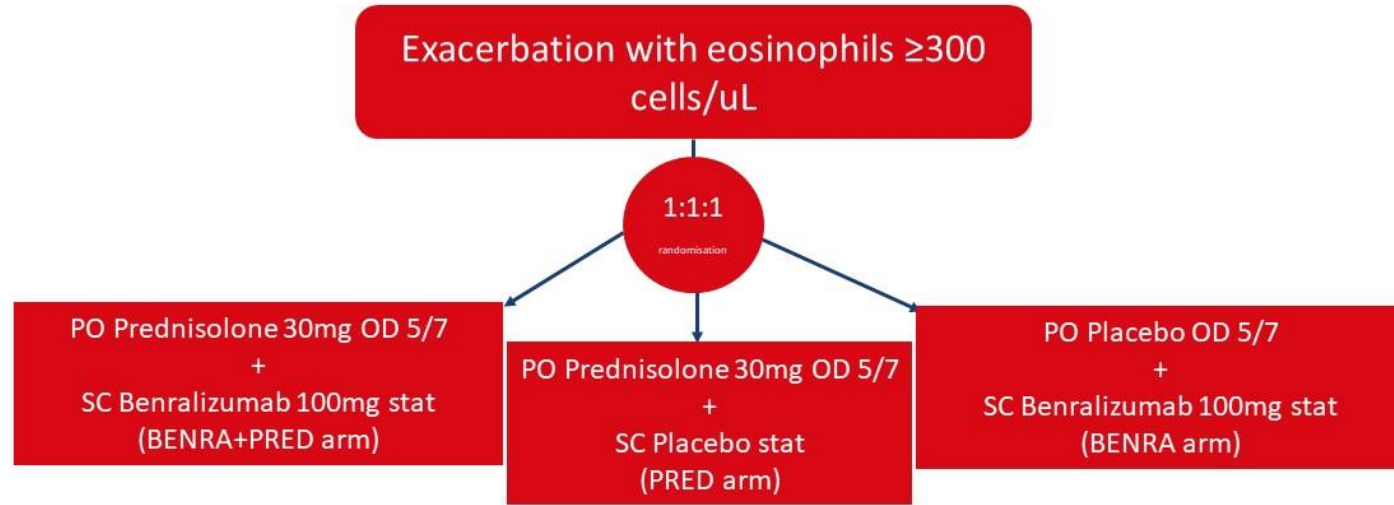 Exacerbation with eosinophils ≥300
cells/uL
1:1:1
randomisation
PO Prednisolone 30mg OD 5/7
+
SC Benralizumab 100mg stat
(BENRA+PRED arm)
PO Prednisolone 30mg OD 5/7
+
SC Placebo stat
(PRED arm)
PO Placebo OD 5/7
+
SC Benralizumab 100mg stat
(BENRA arm)